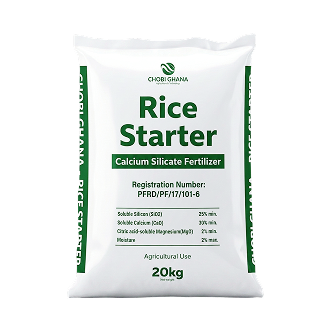 CHOBI GHANA
Rice
Starter
Calcium Silicate Fertilizer
Registration Number:
PFRD/PF/17/101-6
Soluble Silicon (SiO2) 25% min.
Soluble Calcium (CaO) 30% min.
Citric acid-soluble Magnesium(MgO) 2% min.
Moisture 2% max.
Agricultural Use
20kg
CHOBI GHANA - RICE STARTER
RICE STARTER